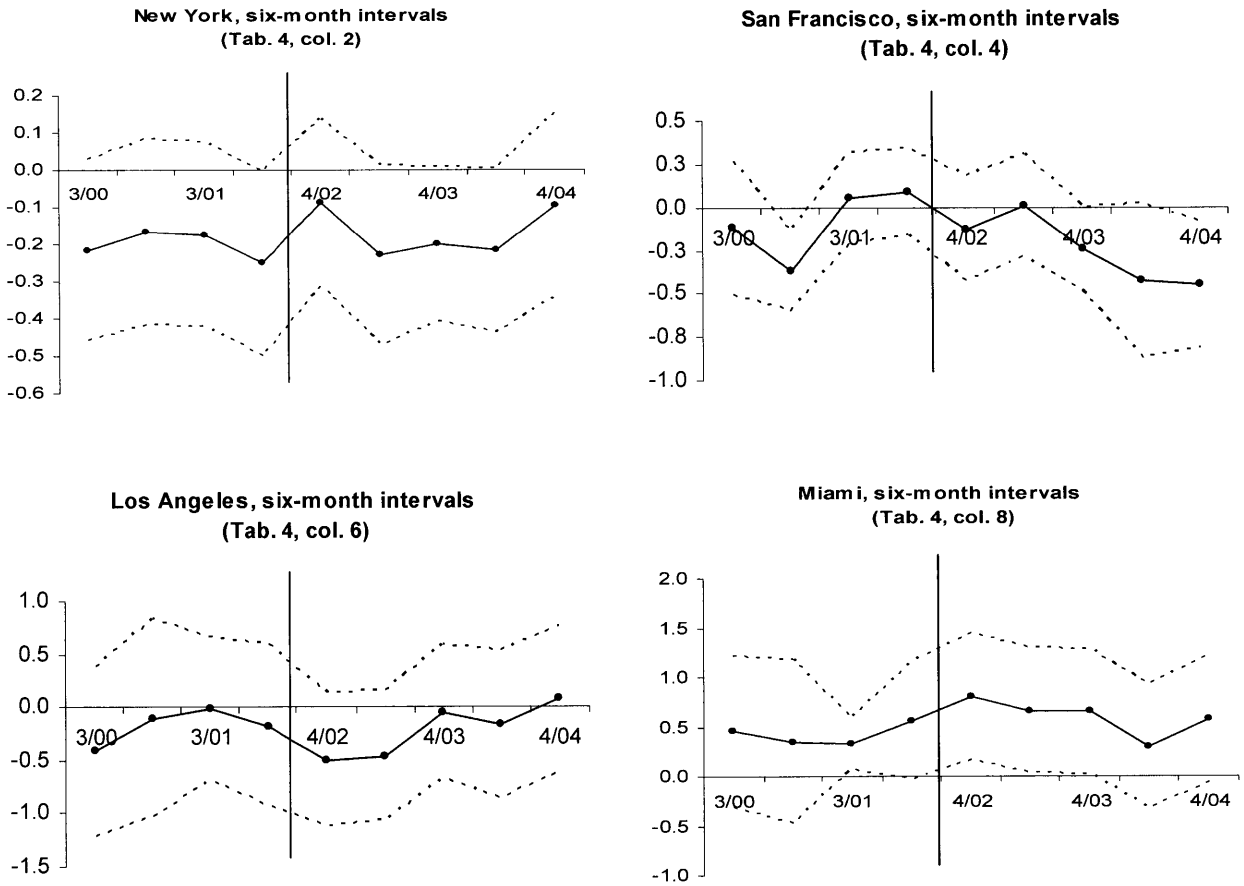 New York, six-month intervals
(Tab. 4, col. 2)
0.2
0.1
0.0
-0.1
-0.2
-0.3
-0.4
-0.5
-0.6
3/00 3/01 4/02 4/03 4/04
San Francisco, six-month intervals
(Tab. 4, col. 4)
0.5
0.3
0.0
-0.3
-0.5
-0.8
-1.0
3/00 3/01 4/02 4/03 4/04
Los Angeles, six-month intervals
(Tab. 4, col. 6)
1.0
0.5
0.0
-0.5
-1.0
-1.5
3/00 3/01 4/02 4/03 4/04
Miami, six-month intervals
(Tab. 4, col. 8)
2.0
1.5
1.0
0.5
0.0
-0.5
-1.0
3/00 3/01 4/02 4/03 4/04